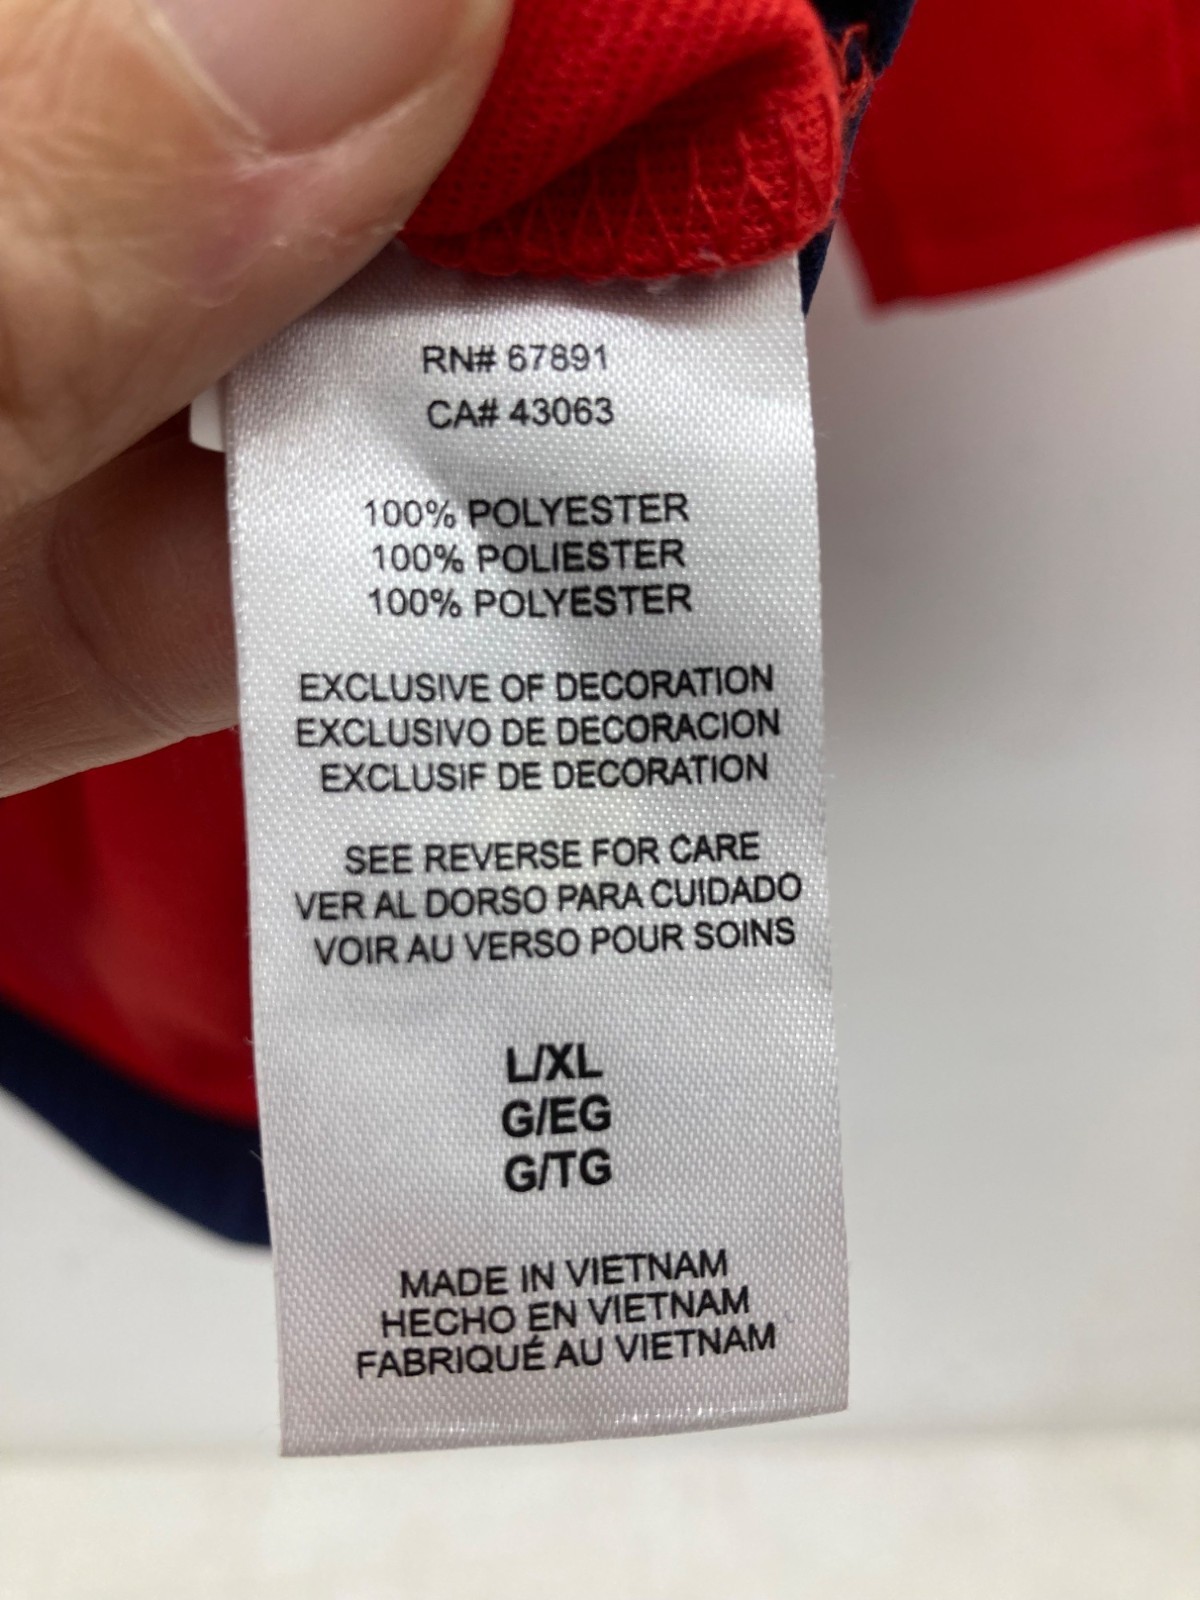 RN# 67891
CA# 43063
100% POLYESTER
100% POLIESTER
100% POLYESTER
EXCLUSIVE OF DECORATION
EXCLUSIVO DE DECORACION
EXCLUSIF DE DECORATION
SEE REVERSE FOR CARE
VER AL DORSO PARA CUIDADO
VOIR AU VERSO POUR SOINS
L/XL
G/EG
G/TG
MADE IN VIETNAM
HECHO EN VIETNAM
FABRIQUÉ AU VIETNAM